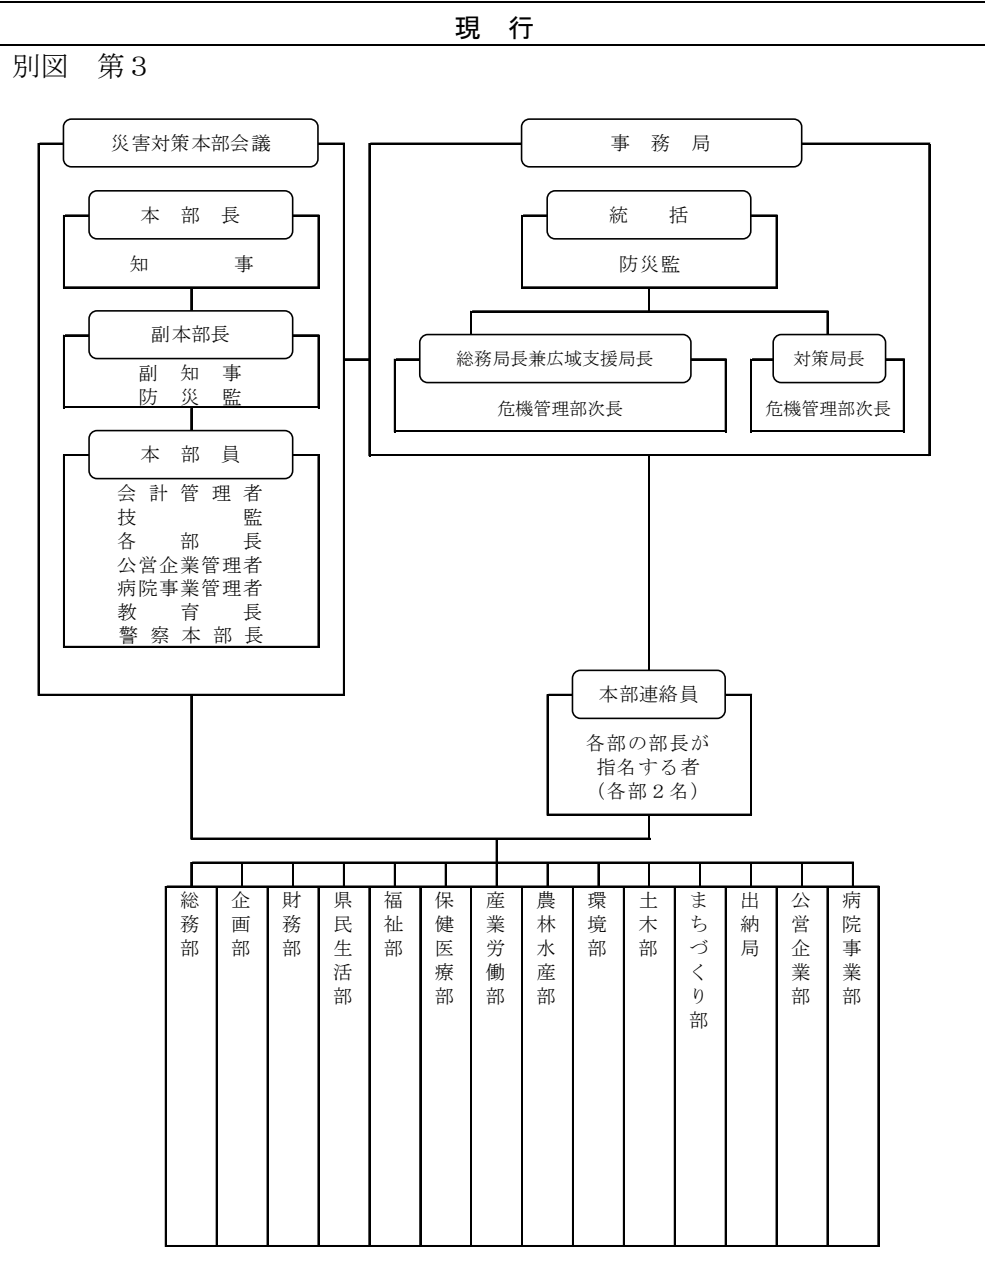 現　行
別図　第３
災害対策本部会議
本　部　長
知　　　　事
副本部長
副　知　事
防　災　監
本　部　員
会 計 管 理 者
技　　　　　監
各　　部　　長
公営企業管理者
病院事業管理者
教　　育　　長
警 察 本 部 長
事　務　局
統　　括
防災監
総務局長兼広域支援局長
危機管理部次長
対策局長
危機管理部次長
本部連絡員
各部の部長が
指名する者
（各部２名）
総務部
企画部
財務部
県民生活部
福祉部
保健医療部
産業労働部
農林水産部
環境部
土木部
まちづくり部
出納局
公営企業部
病院事業部